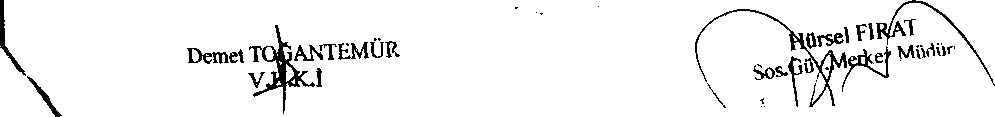 Demet TOGANTEMÜR
V.H.K.İ
Hürsel FIRAT
Sos.Güv.Merkez Müdür